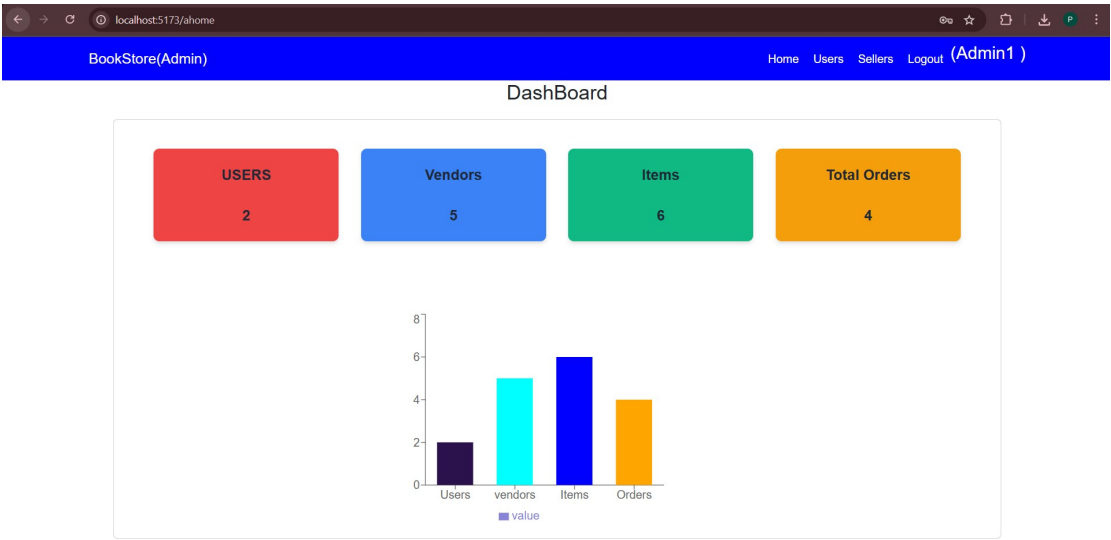 localhost:5173/ahome
P
BookStore(Admin)
Home Users Sellers Logout (Admin1 )
DashBoard
USERS Vendors Items Total Orders
2 5 6 4
8
6
4
2
0
Users vendors Items Orders
value